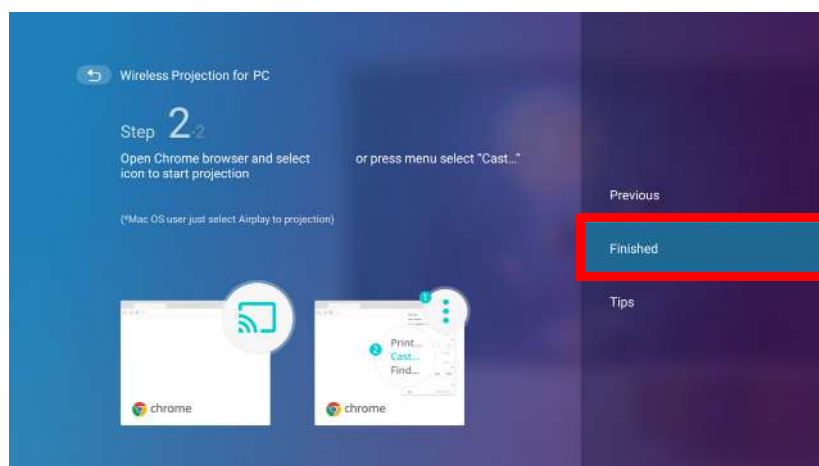 Wireless Projection for PC
Step 2-2
Open Chrome browser and select
icon to start projection
or press menu select "Cast..."
(*Mac OS user just select Airplay to projection)
Previous
Finished
Tips
1
2
Print...
Cast...
Find...
chrome
chrome